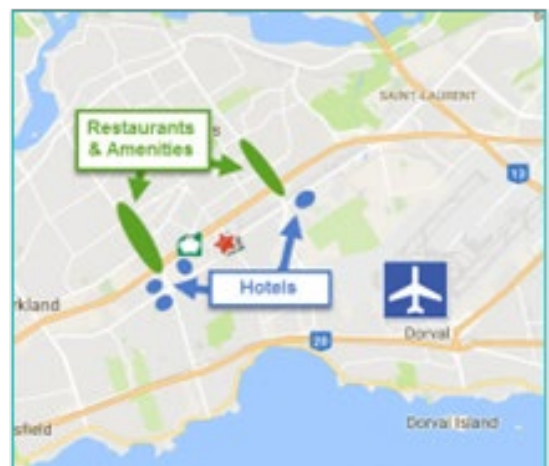 SAINT-LAURENT
Restaurants
& Amenities
s
13
Hotels
rkland
20
Dorval
sfield
Dorval Island